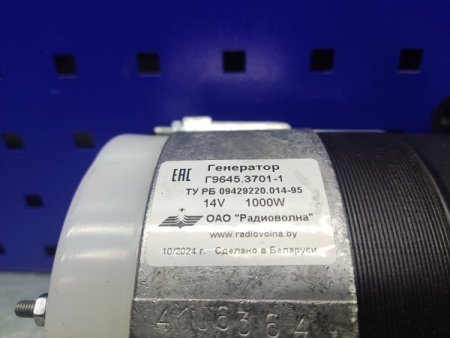 EAC
Генератор
Г9645.3701-1
ТУ РБ 09429220.014-95
14V 1000W
ОАО "Радиоволна"
www.radiovolna.by
10/2024 г. Сделано в Беларуси
4106364